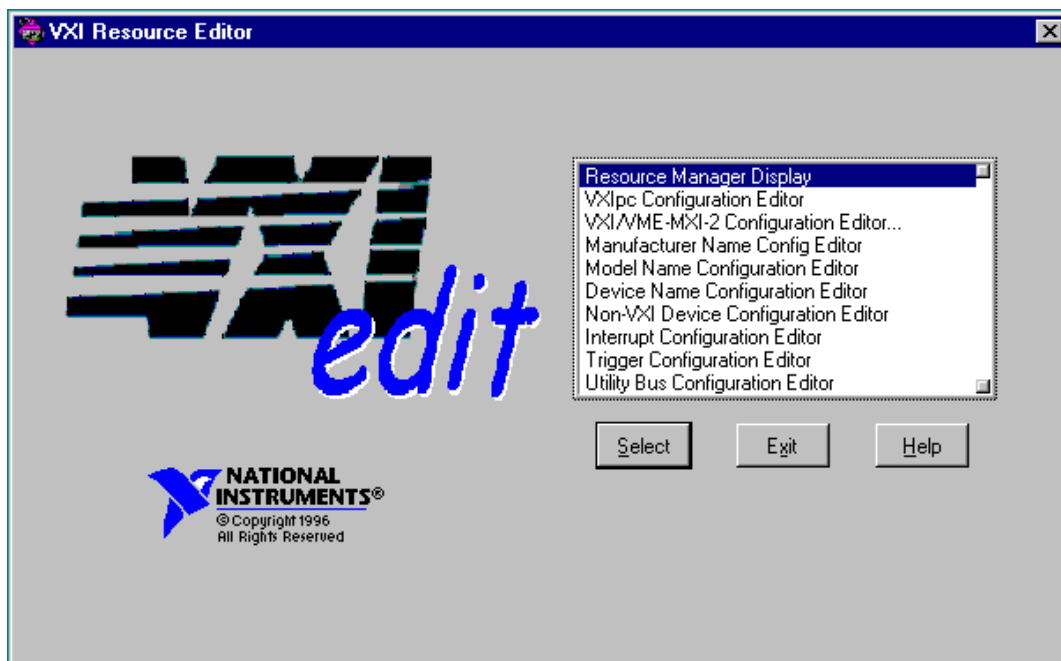 VXI Resource Editor
VXI
edit
NATIONAL
INSTRUMENTS®
© Copyright 1996
All Rights Reserved
Resource Manager Display
VXIpc Configuration Editor
VXI/VME-MXI-2 Configuration Editor...
Manufacturer Name Config Editor
Model Name Configuration Editor
Device Name Configuration Editor
Non-VXI Device Configuration Editor
Interrupt Configuration Editor
Trigger Configuration Editor
Utility Bus Configuration Editor
Select
Exit
Help